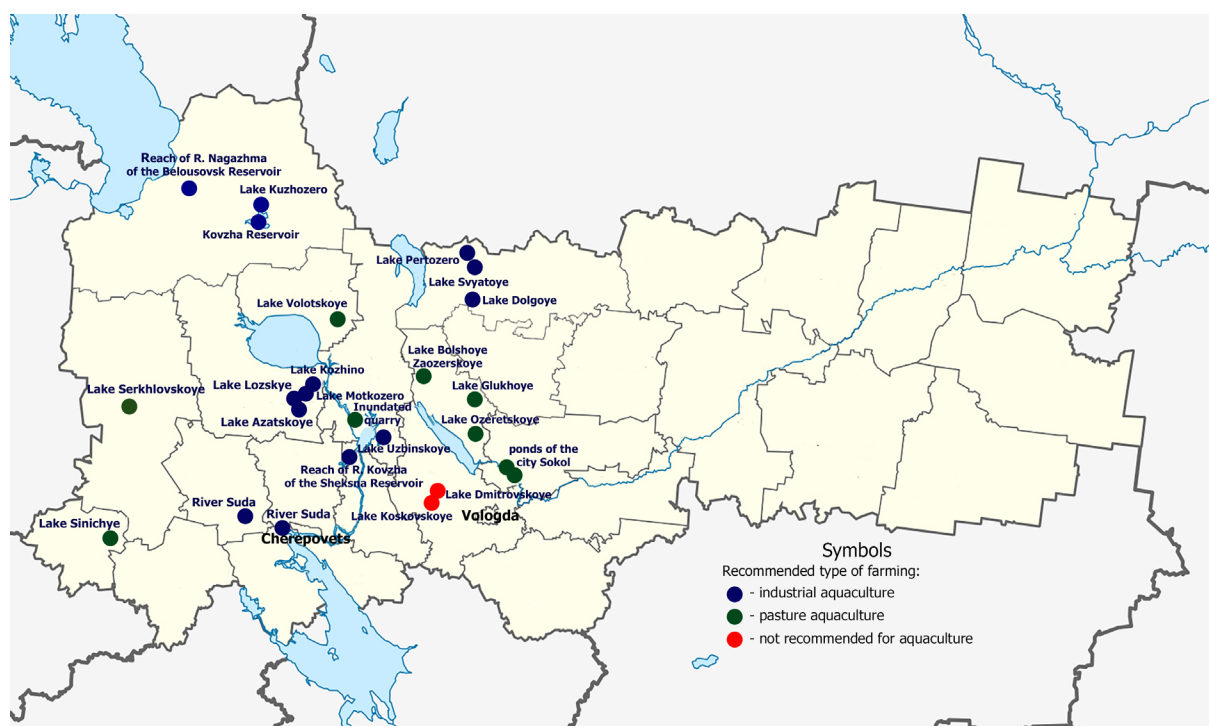 Reach of R. Nagazhma
of the Belousovsk Reservoir
Lake Kuzhozero
Kovzha Reservoir
Lake Pertozero
Lake Svyatoye
Lake Dolgoye
Lake Volotskoye
Lake Bolshoye
Zaozerskoye
Lake Kozhino
Lake Lozskye
Lake Serkhlovskoye
Lake Glukhoye
Lake Motkozero
Inundated
quarry
Lake Azatskoye
Lake Ozeretskoye
Lake Uzbinskoye
ponds of the
city Sokol
Reach of R. Kovzha
of the Sheksna Reservoir
Lake Dmitrovskoye
River Suda
River Suda
Lake Koskovskoye
Vologda
Lake Sinichye
Cherepovets
Symbols
Recommended type of farming:
- industrial aquaculture
- pasture aquaculture
- not recommended for aquaculture